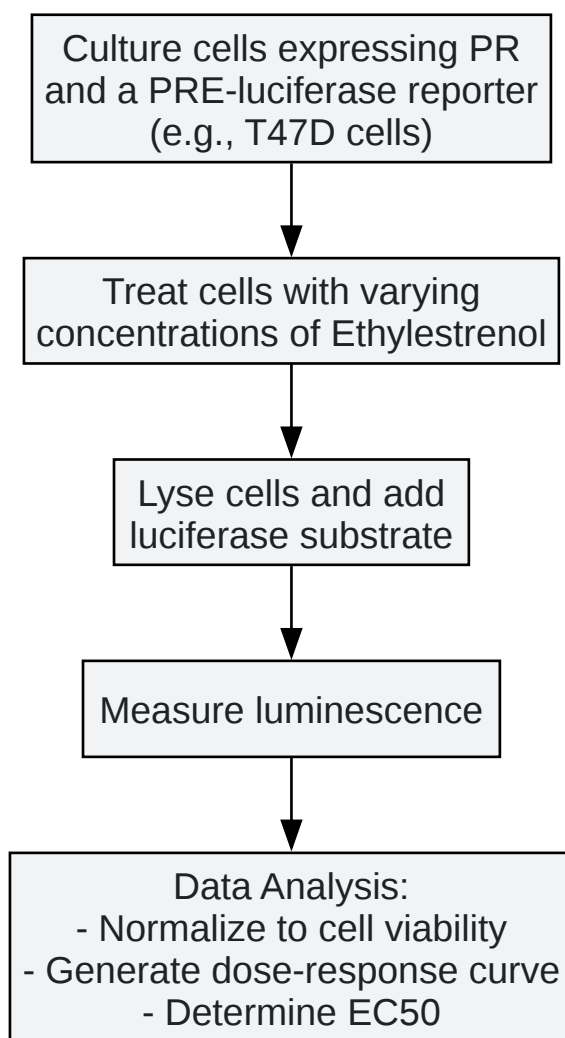 Culture cells expressing PR
and a PRE-luciferase reporter
(e.g., T47D cells)
Treat cells with varying
concentrations of Ethylestrenol
Lyse cells and add
luciferase substrate
Measure luminescence
Data Analysis:
- Normalize to cell viability
- Generate dose-response curve
- Determine EC50